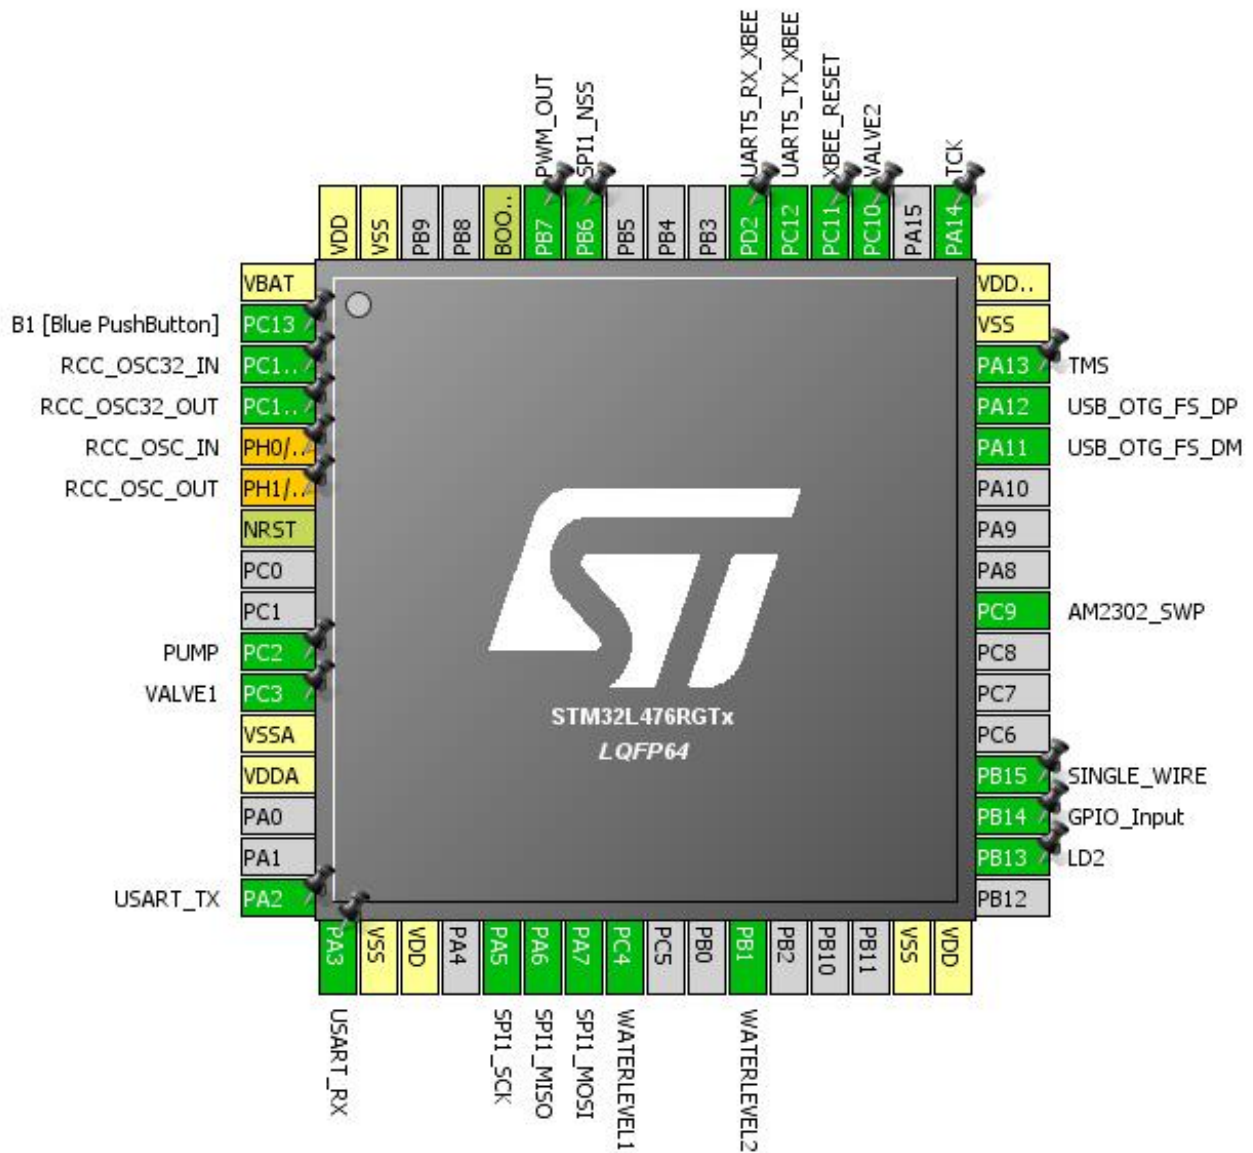 PWM_OUT
SPI1_NSS
UART5_RX_XBEE
UART5_TX_XBEE
XBEE_RESET
VALVE2
TCK
VDD
VSS
PB9
PB8
BOO..
PB7
PB6
PB5
PB4
PB3
PD2
PC12
PC11
PC10
PA15
PA14
VBAT
B1 [Blue PushButton] PC13
RCC_OSC32_IN PC1..
RCC_OSC32_OUT PC1..
RCC_OSC_IN PH0/..
RCC_OSC_OUT PH1/..
NRST
PC0
PC1
PUMP PC2
VALVE1 PC3
VSSA
VDDA
PA0
PA1
USART_TX PA2
STM32L476RGTx
LQFP64
VDD..
VSS
PA13 TMS
PA12 USB_OTG_FS_DP
PA11 USB_OTG_FS_DM
PA10
PA9
PA8
PC9 AM2302_SWP
PC8
PC7
PC6
PB15 SINGLE_WIRE
PB14 GPIO_Input
PB13 LD2
PB12
PA3
VSS
VDD
PA4
PA5
PA6
PA7
PC4
PC5
PB0
PB1
PB2
PB10
PB11
VSS
VDD
USART_RX
SPI1_SCK
SPI1_MISO
SPI1_MOSI
WATERLEVEL1
WATERLEVEL2